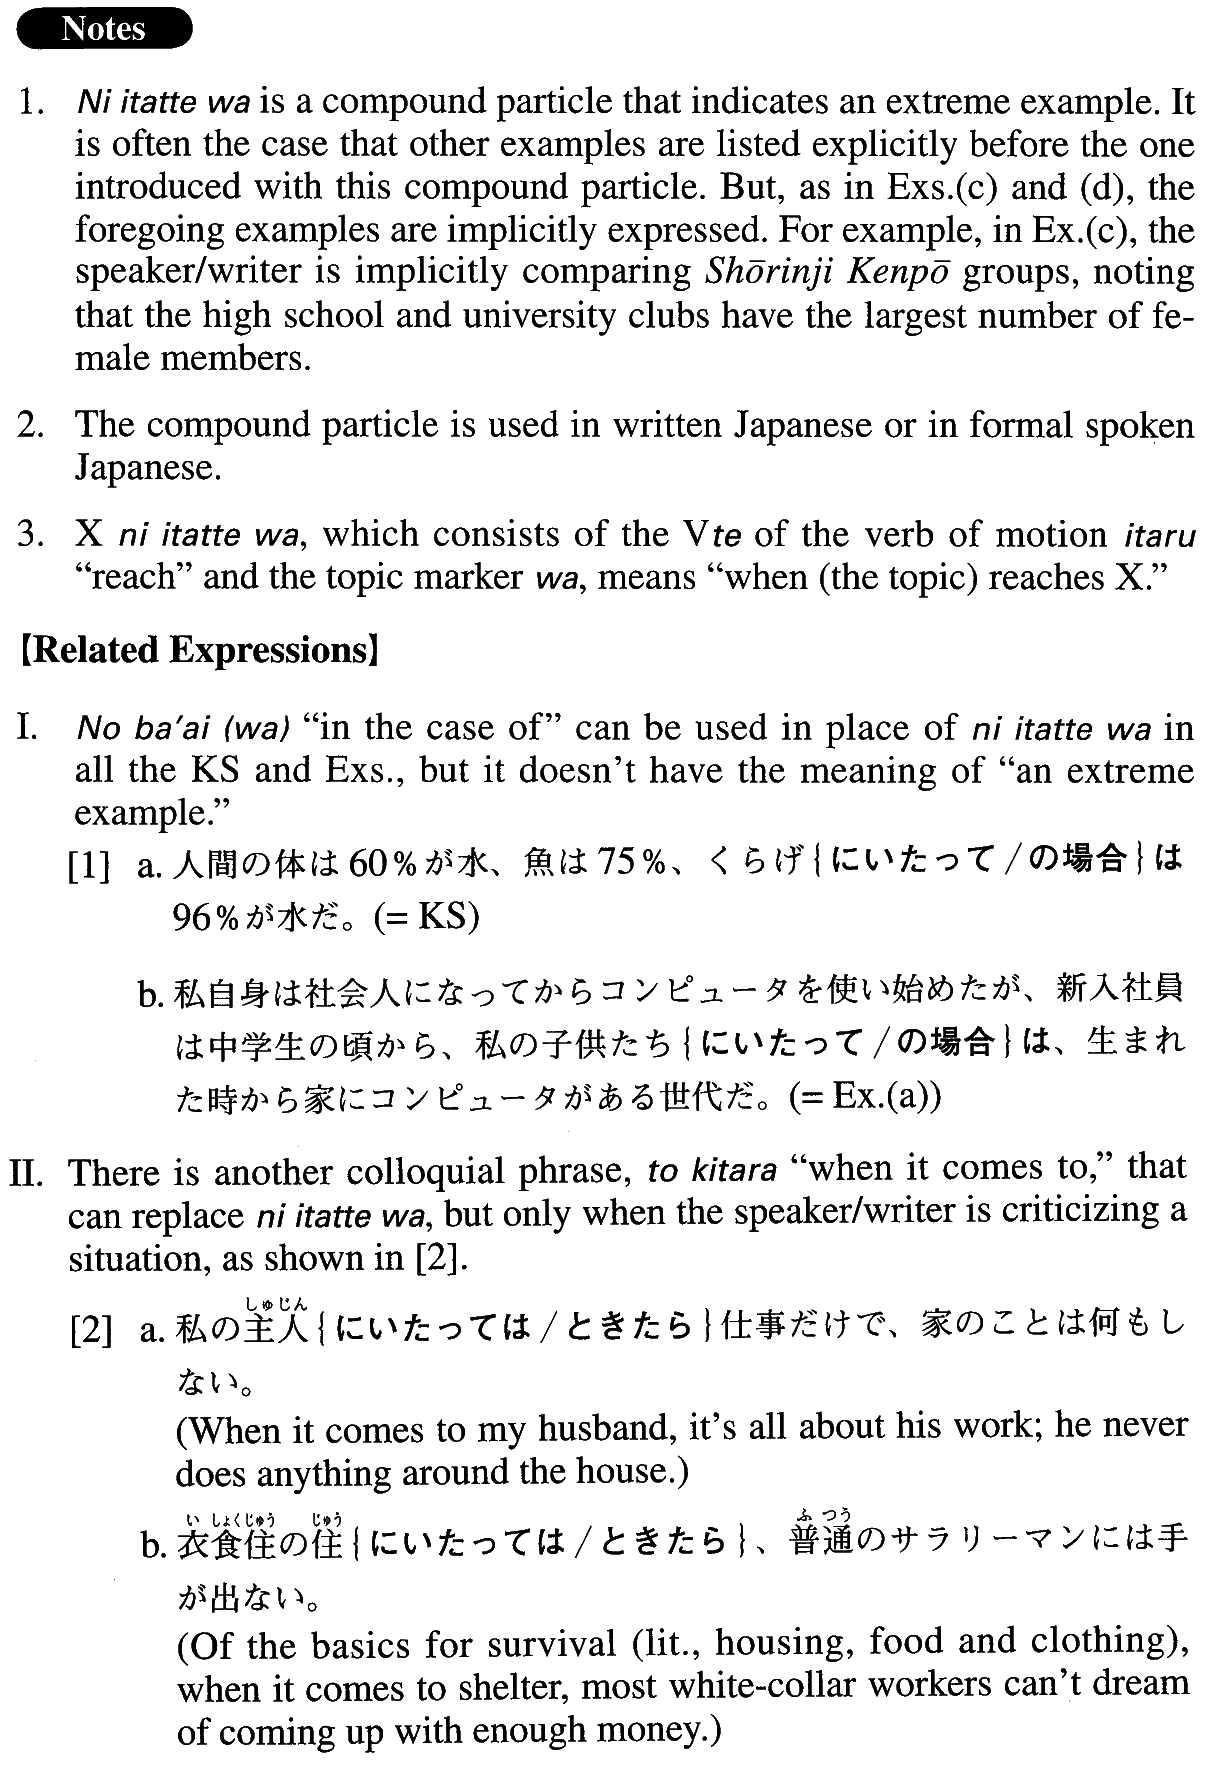 Notes
1. Ni itatte wa is a compound particle that indicates an extreme example. It
is often the case that other examples are listed explicitly before the one
introduced with this compound particle. But, as in Exs.(c) and (d), the
foregoing examples are implicitly expressed. For example, in Ex.(c), the
speaker/writer is implicitly comparing Shōrinji Kenpō groups, noting
that the high school and university clubs have the largest number of fe-
male members.
2. The compound particle is used in written Japanese or in formal spoken
Japanese.
3. X ni itatte wa, which consists of the Vte of the verb of motion itaru
“reach” and the topic marker wa, means “when (the topic) reaches X.”
【Related Expressions】
I. No ba'ai (wa) “in the case of” can be used in place of ni itatte wa in
all the KS and Exs., but it doesn't have the meaning of “an extreme
example.”
[1] a. 人間の体は60%が水、魚は75%、くらげ{にいたって/の場合}は
96%が水だ。(= KS)
b. 私自身は社会人になってからコンピュータを使い始めたが、新入社員
は中学生の頃から、私の子供たち{にいたって/の場合}は、生まれ
た時から家にコンピュータがある世代だ。(= Ex.(a))
II. There is another colloquial phrase, to kitara “when it comes to,” that
can replace ni itatte wa, but only when the speaker/writer is criticizing a
situation, as shown in [2].
しゅじん
[2] a. 私の主人{にいたっては/ときたら}仕事だけで、家のことは何もし
ない。
(When it comes to my husband, it's all about his work; he never
does anything around the house.)
い しょくじゅう じゅう ふ つう
b. 衣食住の住{にいたっては/ときたら}、普通のサラリーマンには手
が出ない。
(Of the basics for survival (lit., housing, food and clothing),
when it comes to shelter, most white-collar workers can't dream
of coming up with enough money.)